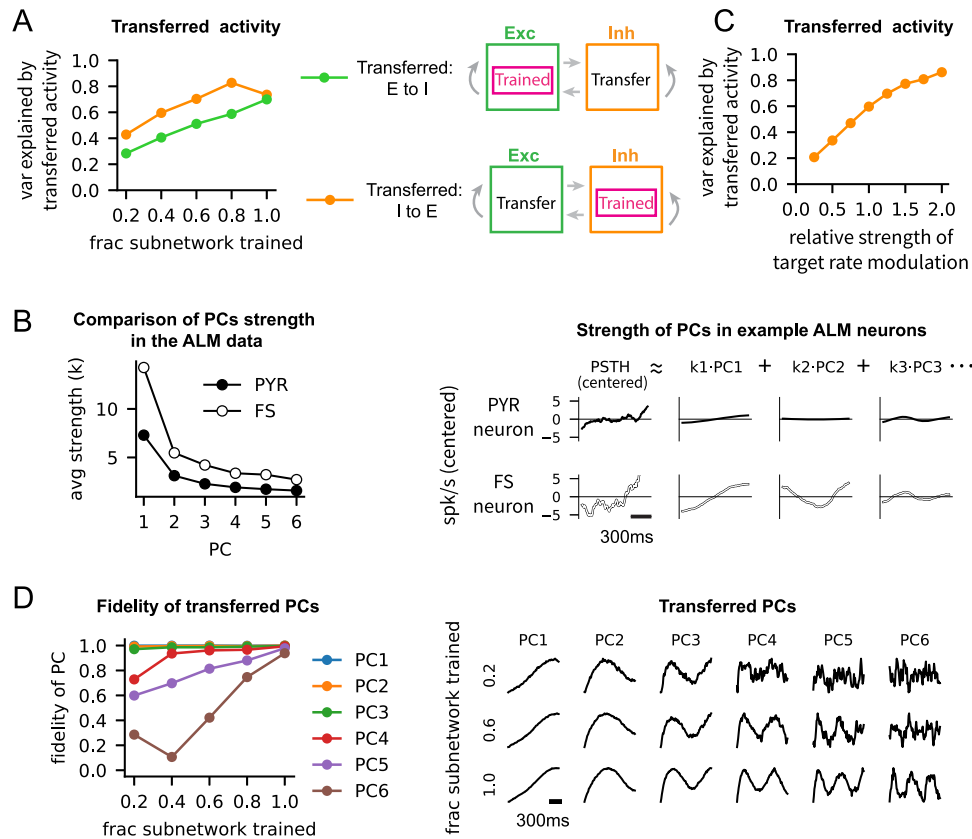 A
Transferred activity
var explained by
transferred activity
1.0
0.8
0.6
0.4
0.2
0.0
0.2 0.4 0.6 0.8 1.0
frac subnetwork trained
Transferred:
E to I
Exc
Inh
Trained
Transfer
Transferred:
I to E
Exc
Inh
Transfer
Trained
C
Transferred activity
var explained by
transferred activity
1.0
0.8
0.6
0.4
0.2
0.0
0.0 0.5 1.0 1.5 2.0
relative strength of
target rate modulation
B
Comparison of PCs strength
in the ALM data
avg strength (k)
10
5
PYR
FS
1 2 3 4 5 6
PC
Strength of PCs in example ALM neurons
PSTH ≈ k1·PC1 + k2·PC2 + k3·PC3 ···
(centered)
spk/s (centered)
PYR
neuron
5
0
−5
FS
neuron
5
0
−5
300ms
D
Fidelity of transferred PCs
fidelity of PC
1.0
0.8
0.6
0.4
0.2
0.0
0.2 0.4 0.6 0.8 1.0
frac subnetwork trained
PC1
PC2
PC3
PC4
PC5
PC6
Transferred PCs
PC1 PC2 PC3 PC4 PC5 PC6
frac subnetwork trained
0.2
0.6
1.0
300ms